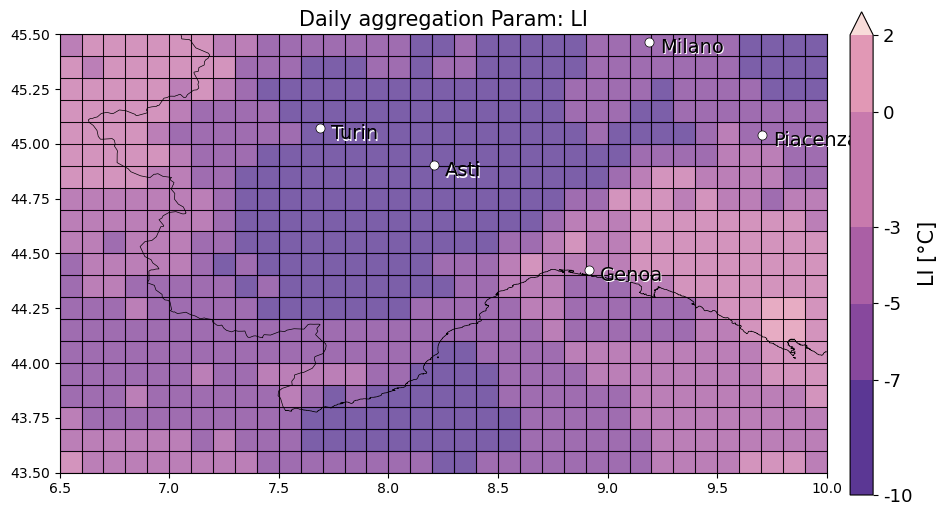 Daily aggregation Param: LI
45.50
45.25
45.00
44.75
44.50
44.25
44.00
43.75
43.50
6.5 7.0 7.5 8.0 8.5 9.0 9.5 10.0
Milano
Turin
Piacenza
Asti
Genoa
2
0
-3
-5
-7
-10
LI [°C]